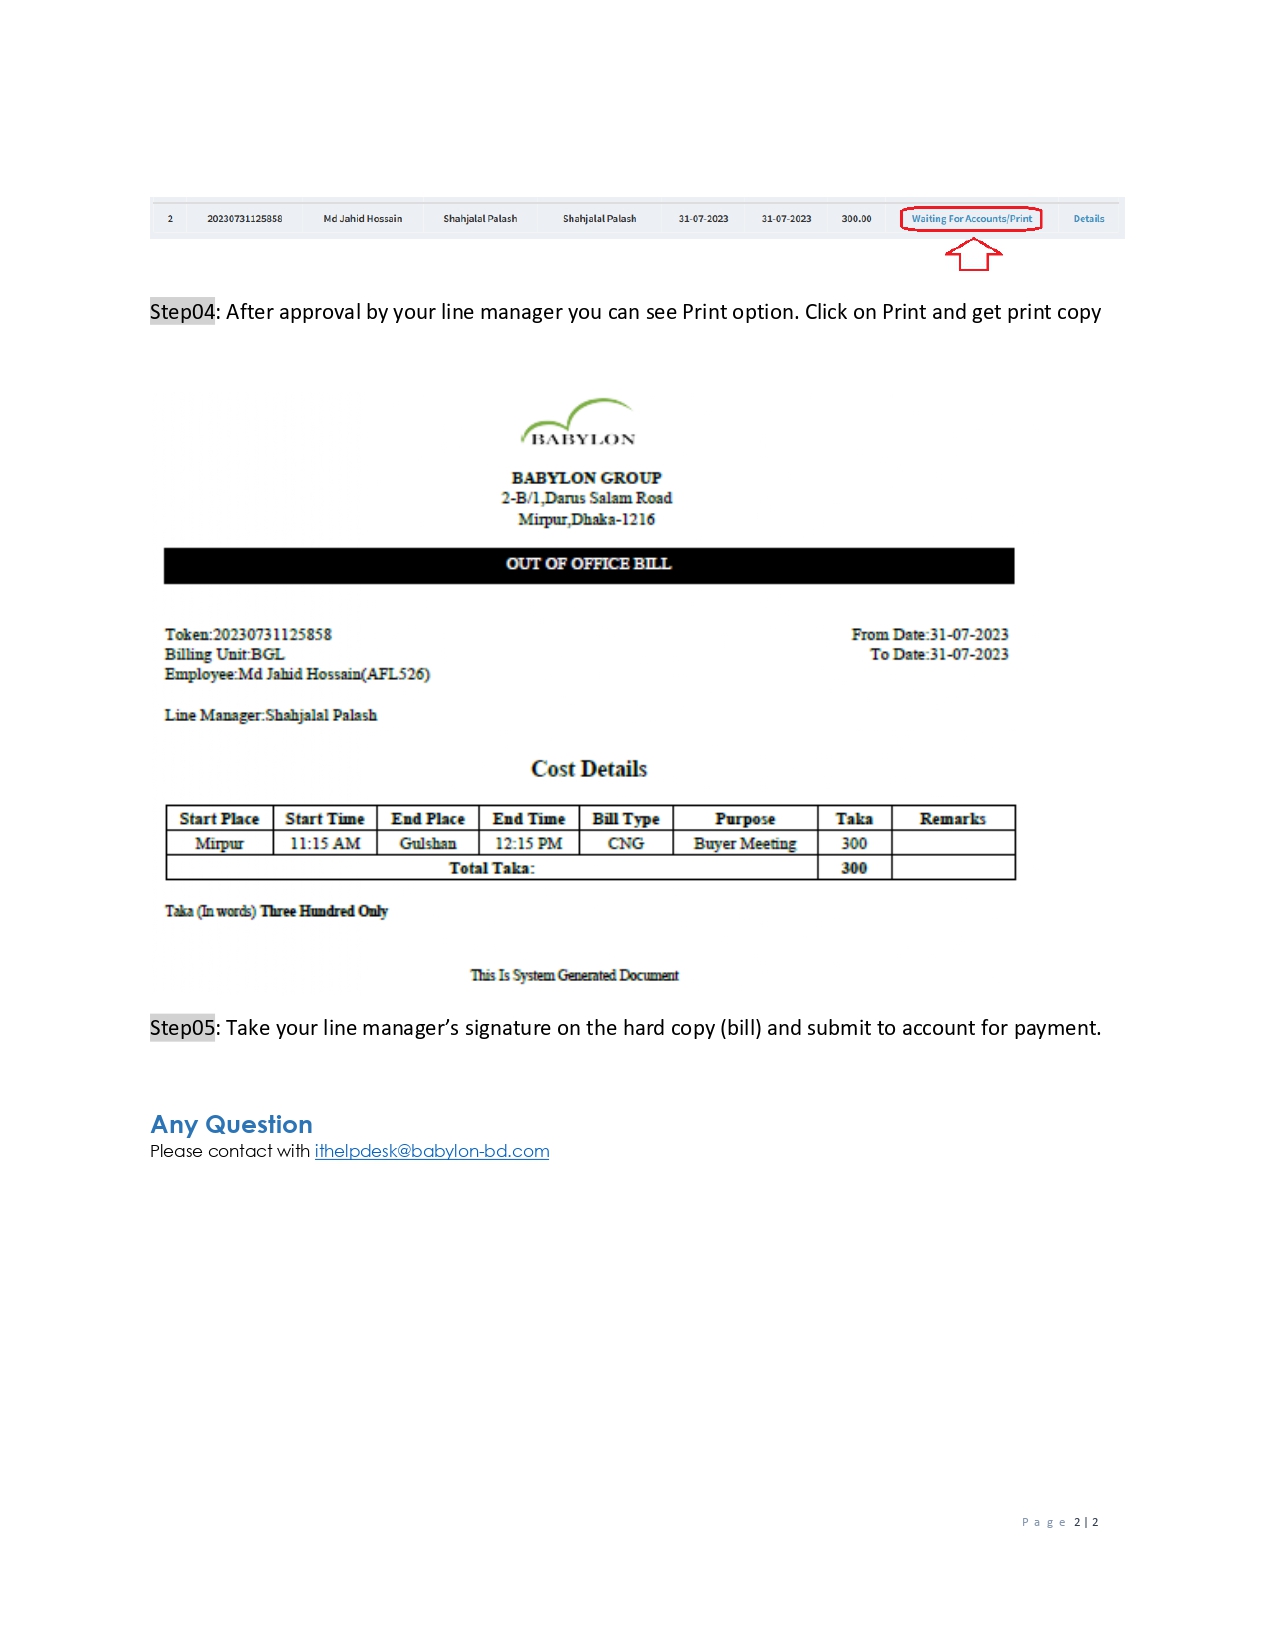 2 20230731125858 Md Jahid Hossain Shahjalal Palash Shahjalal Palash 31-07-2023 31-07-2023 300.00 Waiting For Accounts/Print Details
Step04: After approval by your line manager you can see Print option. Click on Print and get print copy
BABYLON
BABYLON GROUP
2-B/1,Darus Salam Road
Mirpur,Dhaka-1216
OUT OF OFFICE BILL
Token:20230731125858 From Date:31-07-2023
Billing Unit:BGL To Date:31-07-2023
Employee:Md Jahid Hossain(AFL526)
Line Manager:Shahjalal Palash
Cost Details
Start Place Start Time End Place End Time Bill Type Purpose Taka Remarks
Mirpur 11:15 AM Gulshan 12:15 PM CNG Buyer Meeting 300
Total Taka: 300
Taka (In words) Three Hundred Only
This Is System Generated Document
Step05: Take your line manager’s signature on the hard copy (bill) and submit to account for payment.
Any Question
Please contact with ithelpdesk@babylon-bd.com
Page 2 | 2